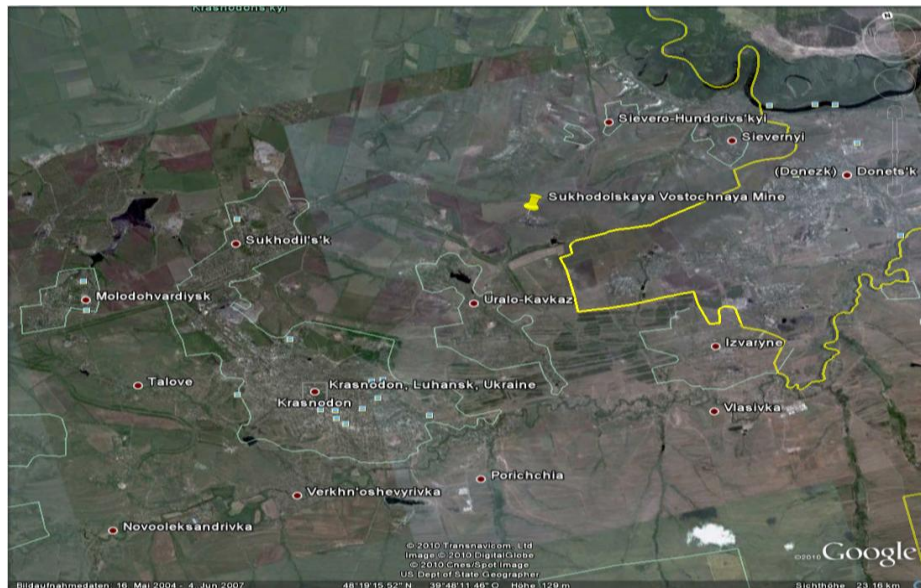 Krasnodons'kyi
Sievero-Hundorivs'kyi
Sievernyi
(Donezk) Donets'k
Sukhodolskaya Vostochnaya Mine
Sukhodil's'k
Molodohvardiysk
Uralo-Kavkaz
Izvaryne
Talove
Krasnodon, Luhansk, Ukraine
Krasnodon
Vlasivka
Porichchia
Verkhn'oshevyrivka
Novooleksandrivka
© 2010 Transnavicom, Ltd
Image © 2010 DigitalGlobe
© 2010 Cnes/Spot Image
US Dept of State Geographer
©2010 Google
Bildaufnahmedaten: 16. Mai 2004 - 4. Jun 2007 48°19'15.52" N 39°48'11.46" O Höhe 129 m Sichthöhe 23.16 km